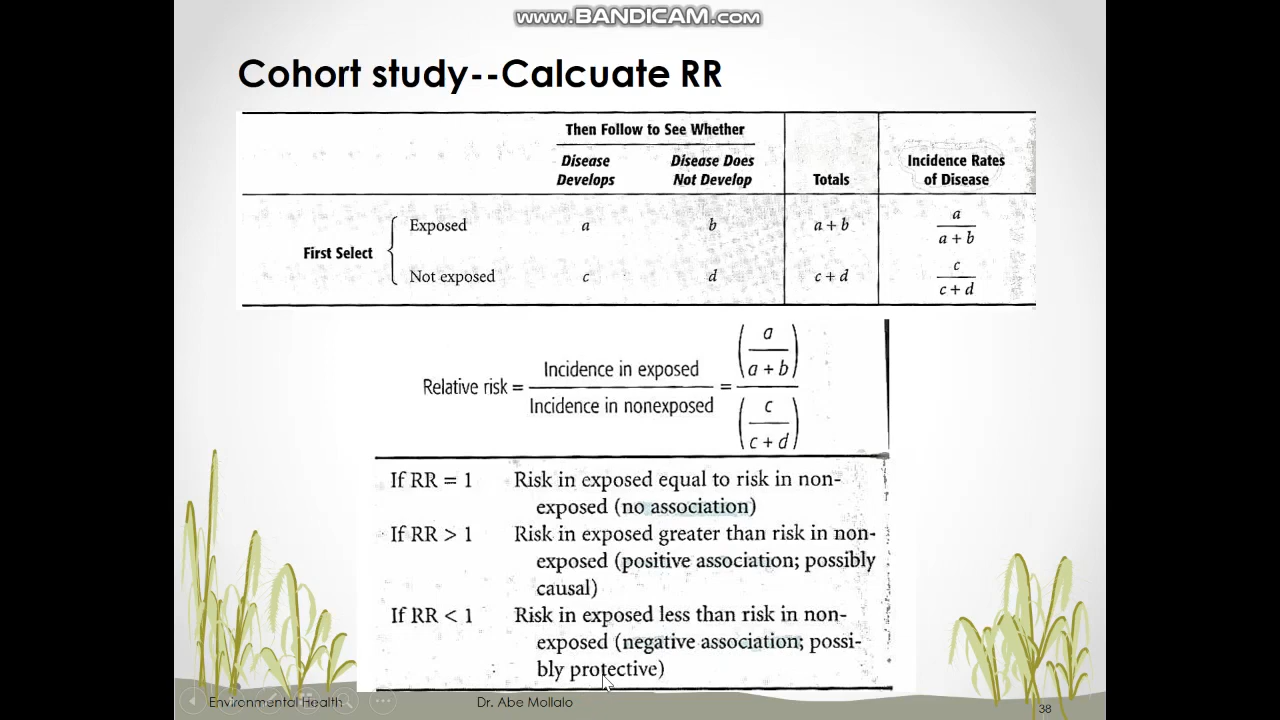 www.BANDICAM.com
Cohort study--Calcuate RR
Then Follow to See Whether
Disease Develops
Disease Does Not Develop
Totals
Incidence Rates of Disease
First Select
Exposed
a
b
a + b
a
a + b
Not exposed
c
d
c + d
c
c + d
Relative risk =
Incidence in exposed
Incidence in nonexposed
=
(a
a + b)
(c
c + d)
If RR = 1 Risk in exposed equal to risk in non-
exposed (no association)
If RR > 1 Risk in exposed greater than risk in non-
exposed (positive association; possibly
causal)
If RR < 1 Risk in exposed less than risk in non-
exposed (negative association; possi-
bly protective)
Environmental Health
Dr. Abe Mollalo
38